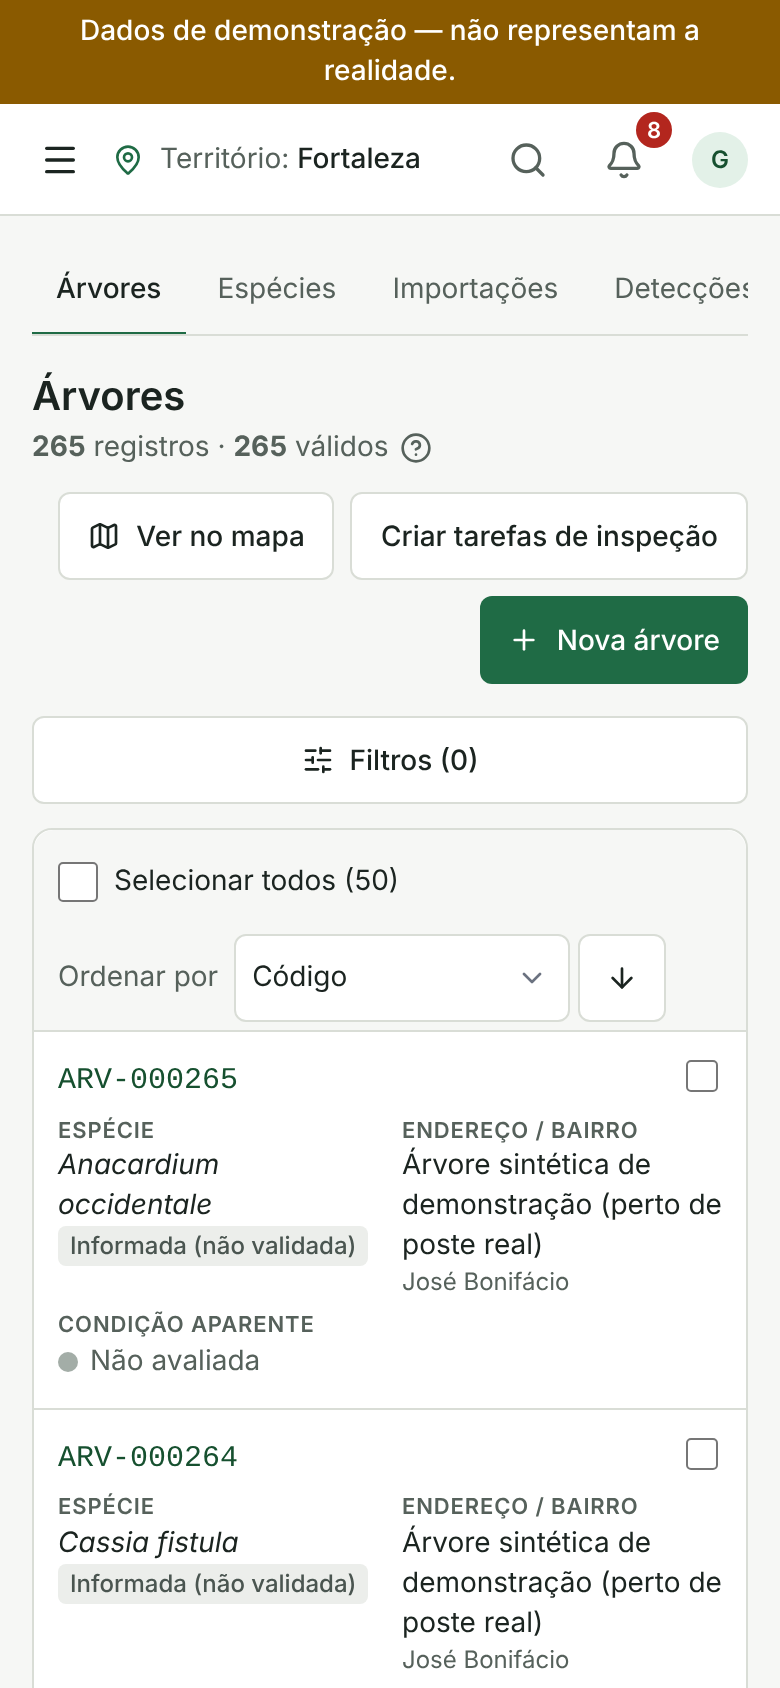 Dados de demonstração — não representam a
realidade.
Território: Fortaleza
8
G
Árvores
Espécies
Importações
Detecções
Árvores
265 registros · 265 válidos
Ver no mapa
Criar tarefas de inspeção
Nova árvore
Filtros (0)
Selecionar todos (50)
Ordenar por
Código
ARV-000265
ESPÉCIE
Anacardium
occidentale
Informada (não validada)
ENDEREÇO / BAIRRO
Árvore sintética de
demonstração (perto de
poste real)
José Bonifácio
CONDIÇÃO APARENTE
Não avaliada
ARV-000264
ESPÉCIE
Cassia fistula
Informada (não validada)
ENDEREÇO / BAIRRO
Árvore sintética de
demonstração (perto de
poste real)
José Bonifácio